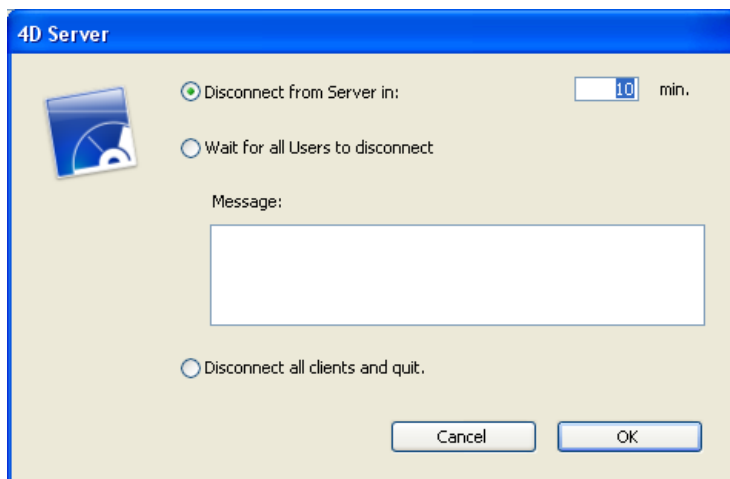 4D Server
Disconnect from Server in: 10 min.
Wait for all Users to disconnect
Message:
Disconnect all clients and quit.
Cancel OK